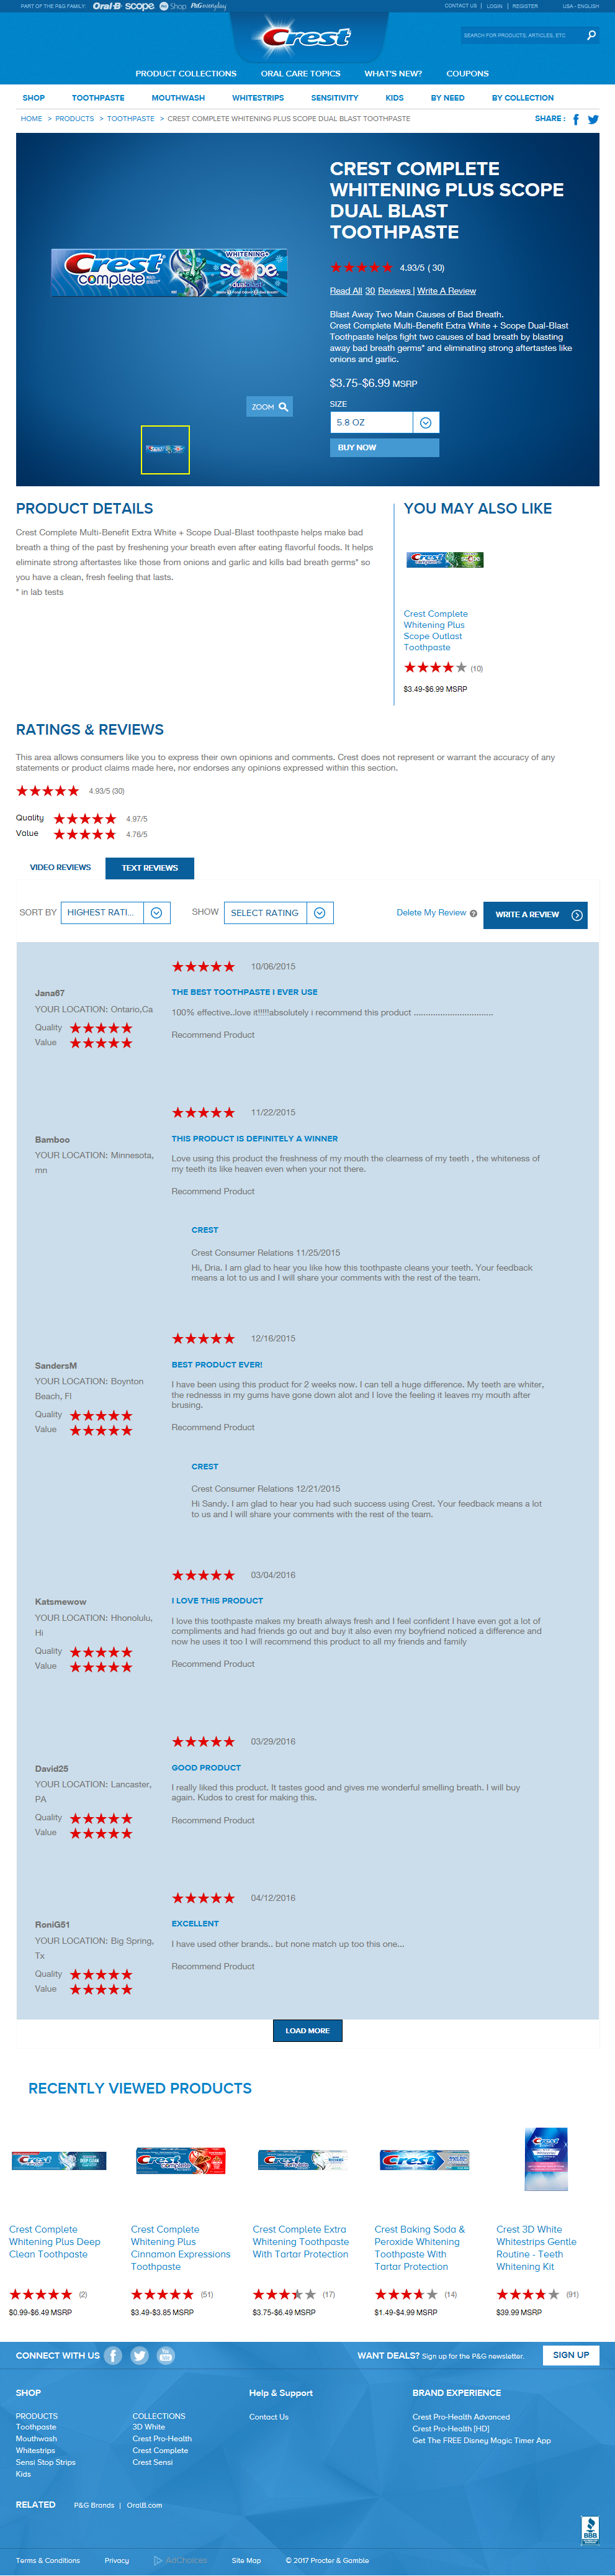 PART OF THE P&G FAMILY: Oral-B scope Shop P&G everyday
CONTACT US | LOGIN | REGISTER USA - ENGLISH
Crest
SEARCH FOR PRODUCTS, ARTICLES, ETC
PRODUCT COLLECTIONS ORAL CARE TOPICS WHAT'S NEW? COUPONS
SHOP TOOTHPASTE MOUTHWASH WHITESTRIPS SENSITIVITY KIDS BY NEED BY COLLECTION
HOME > PRODUCTS > TOOTHPASTE > CREST COMPLETE WHITENING PLUS SCOPE DUAL BLAST TOOTHPASTE
SHARE :
CREST COMPLETE
WHITENING PLUS SCOPE
DUAL BLAST
TOOTHPASTE
Crest complete WHITENING+ scope dualblast
4.93/5 ( 30)
Read All 30 Reviews | Write A Review
Blast Away Two Main Causes of Bad Breath.
Crest Complete Multi-Benefit Extra White + Scope Dual-Blast
Toothpaste helps fight two causes of bad breath by blasting
away bad breath germs* and eliminating strong aftertastes like
onions and garlic.
$3.75-$6.99 MSRP
SIZE
5.8 OZ
ZOOM
BUY NOW
PRODUCT DETAILS
Crest Complete Multi-Benefit Extra White + Scope Dual-Blast toothpaste helps make bad
breath a thing of the past by freshening your breath even after eating flavorful foods. It helps
eliminate strong aftertastes like those from onions and garlic and kills bad breath germs* so
you have a clean, fresh feeling that lasts.
* in lab tests
YOU MAY ALSO LIKE
Crest Complete
Whitening Plus
Scope Outlast
Toothpaste
(10)
$3.49-$6.99 MSRP
RATINGS & REVIEWS
This area allows consumers like you to express their own opinions and comments. Crest does not represent or warrant the accuracy of any
statements or product claims made here, nor endorses any opinions expressed within this section.
4.93/5 (30)
Quality 4.97/5
Value 4.76/5
VIDEO REVIEWS TEXT REVIEWS
SORT BY HIGHEST RATI... SHOW SELECT RATING Delete My Review WRITE A REVIEW
10/06/2015
Jana67
THE BEST TOOTHPASTE I EVER USE
YOUR LOCATION: Ontario,Ca
100% effective..love it!!!!!absolutely i recommend this product .................................
Quality
Value
Recommend Product
11/22/2015
Bamboo
THIS PRODUCT IS DEFINITELY A WINNER
YOUR LOCATION: Minnesota,
mn
Love using this product the freshness of my mouth the clearness of my teeth , the whiteness of
my teeth its like heaven even when your not there.
Recommend Product
CREST
Crest Consumer Relations 11/25/2015
Hi, Dria. I am glad to hear you like how this toothpaste cleans your teeth. Your feedback
means a lot to us and I will share your comments with the rest of the team.
12/16/2015
SandersM
BEST PRODUCT EVER!
YOUR LOCATION: Boynton
Beach, Fl
I have been using this product for 2 weeks now. I can tell a huge difference. My teeth are whiter,
the rednesss in my gums have gone down alot and I love the feeling it leaves my mouth after
brusing.
Quality
Value
Recommend Product
CREST
Crest Consumer Relations 12/21/2015
Hi Sandy. I am glad to hear you had such success using Crest. Your feedback means a lot
to us and I will share your comments with the rest of the team.
03/04/2016
Katsmewow
I LOVE THIS PRODUCT
YOUR LOCATION: Hhonolulu,
Hi
I love this toothpaste makes my breath always fresh and I feel confident I have even got a lot of
compliments and had friends go out and buy it also even my boyfriend noticed a difference and
now he uses it too I will recommend this product to all my friends and family
Quality
Value
Recommend Product
03/29/2016
David25
GOOD PRODUCT
YOUR LOCATION: Lancaster,
PA
I really liked this product. It tastes good and gives me wonderful smelling breath. I will buy
again. Kudos to crest for making this.
Quality
Value
Recommend Product
04/12/2016
RoniG51
EXCELLENT
YOUR LOCATION: Big Spring,
Tx
I have used other brands.. but none match up too this one...
Quality
Value
Recommend Product
LOAD MORE
RECENTLY VIEWED PRODUCTS
Crest Complete
Whitening Plus Deep
Clean Toothpaste
(2)
$0.99-$6.49 MSRP
Crest Complete
Whitening Plus
Cinnamon Expressions
Toothpaste
(51)
$3.49-$3.85 MSRP
Crest Complete Extra
Whitening Toothpaste
With Tartar Protection
(17)
$3.75-$6.49 MSRP
Crest Baking Soda &
Peroxide Whitening
Toothpaste With
Tartar Protection
(14)
$1.49-$4.99 MSRP
Crest 3D White
Whitestrips Gentle
Routine - Teeth
Whitening Kit
(91)
$39.99 MSRP
CONNECT WITH US
WANT DEALS? Sign up for the P&G newsletter. SIGN UP
SHOP
PRODUCTS
Toothpaste
Mouthwash
Whitestrips
Sensi Stop Strips
Kids
COLLECTIONS
3D White
Crest Pro-Health
Crest Complete
Crest Sensi
Help & Support
Contact Us
BRAND EXPERIENCE
Crest Pro-Health Advanced
Crest Pro-Health [HD]
Get The FREE Disney Magic Timer App
RELATED P&G Brands | OralB.com
BBB
Terms & Conditions Privacy AdChoices Site Map © 2017 Procter & Gamble